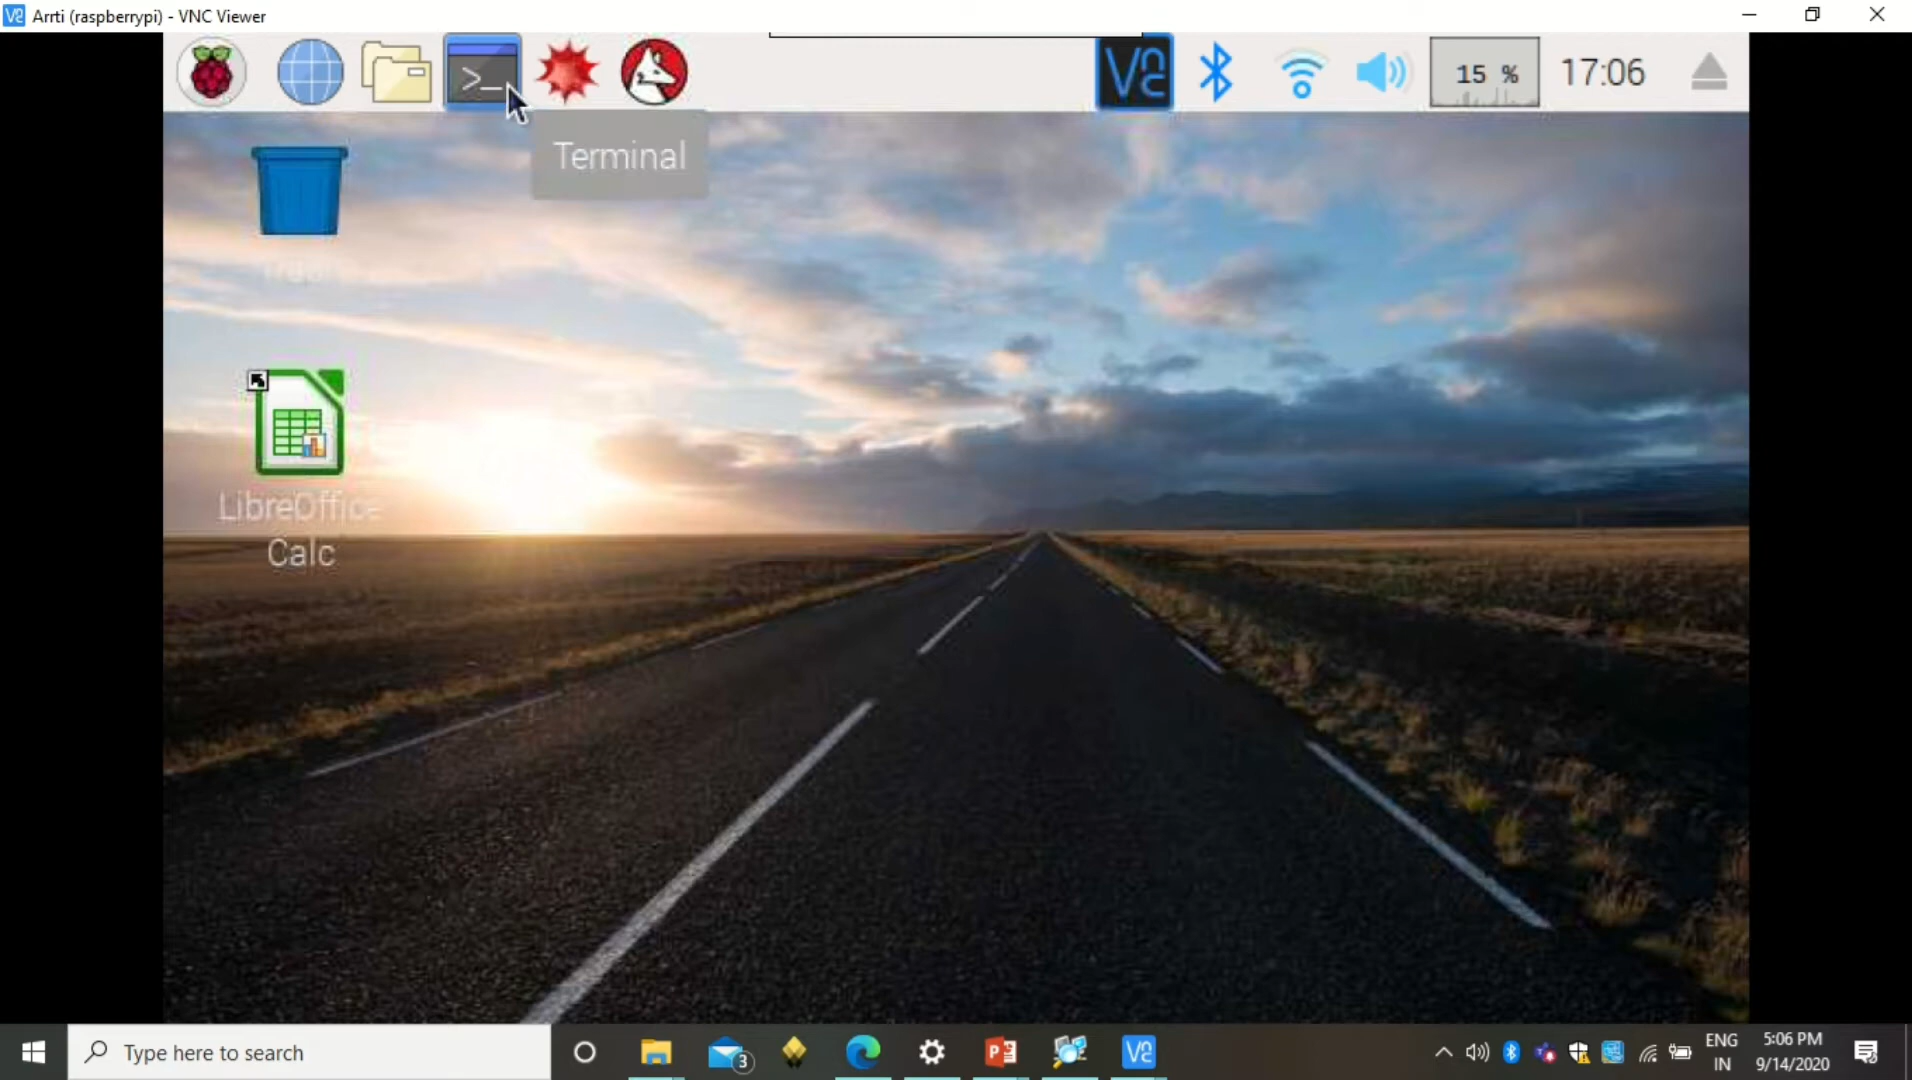 Arrti (raspberrypi) - VNC Viewer
15 %
17:06
Terminal
LibreOffice
Calc
Type here to search
3
ENG
IN
5:06 PM
9/14/2020